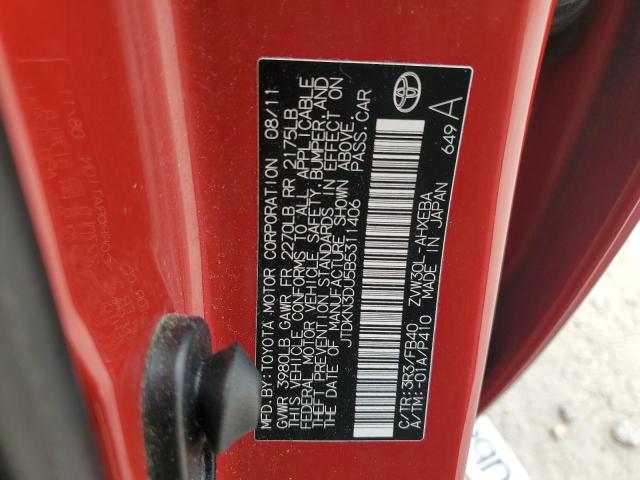 MFD.BY:TOYOTA MOTOR CORPORATION 08/11
GVWR 3980LB GAWR FR 2270LB RR 2175LB
THIS VEHICLE CONFORMS TO ALL APPLICABLE
FEDERAL MOTOR VEHICLE SAFETY, BUMPER, AND
THEFT PREVENTION STANDARDS IN EFFECT ON
THE DATE OF MANUFACTURE SHOWN ABOVE.
JTDKN3DU5B5311406 PASS.CAR
C/TR:3R3/FB40 ZVW30L-AHXEBA
A/TM:-01A/P410 MADE IN JAPAN
649A